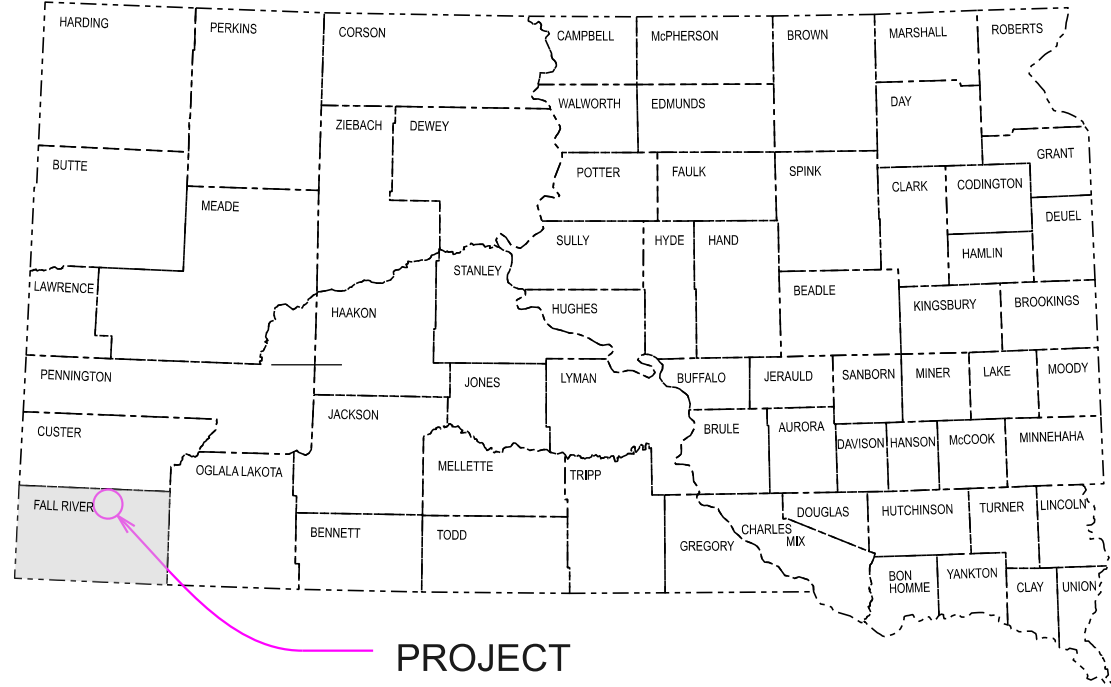 HARDING
PERKINS
CORSON
CAMPBELL
McPHERSON
BROWN
MARSHALL
ROBERTS
WALWORTH
EDMUNDS
DAY
ZIEBACH
DEWEY
GRANT
BUTTE
POTTER
FAULK
SPINK
CLARK
CODINGTON
MEADE
DEUEL
SULLY
HYDE
HAND
HAMLIN
STANLEY
LAWRENCE
BEADLE
HAAKON
HUGHES
KINGSBURY
BROOKINGS
PENNINGTON
JONES
LYMAN
BUFFALO
JERAULD
SANBORN
MINER
LAKE
MOODY
JACKSON
CUSTER
BRULE
AURORA
DAVISON
HANSON
McCOOK
MINNEHAHA
OGLALA LAKOTA
MELLETTE
TRIPP
FALL RIVER
DOUGLAS
HUTCHINSON
TURNER
LINCOLN
BENNETT
TODD
GREGORY
CHARLES
MIX
BON
HOMME
YANKTON
CLAY
UNION
PROJECT